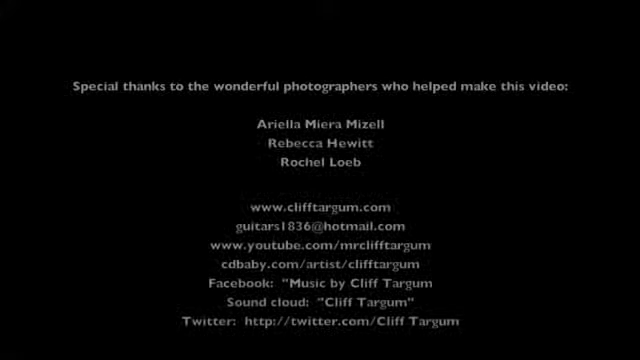 Special thanks to the wonderful photographers who helped make this video:
Ariella Miera Mizell
Rebecca Hewitt
Rochel Loeb
www.clifftargum.com
guitars1836@hotmail.com
www.youtube.com/mrclifftargum
cdbaby.com/artist/clifftargum
Facebook: "Music by Cliff Targum
Sound cloud: "Cliff Targum"
Twitter: http://twitter.com/Cliff Targum